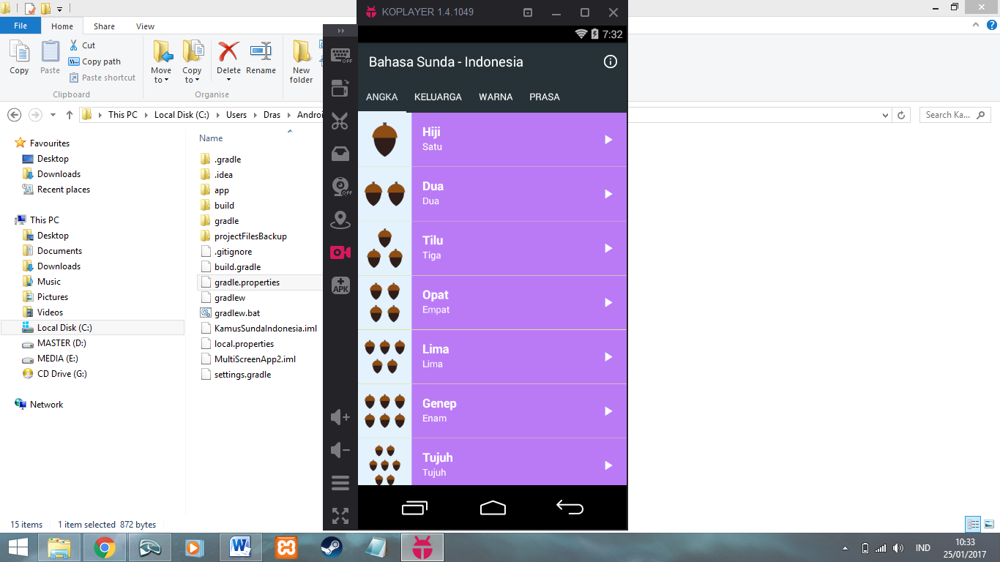 KOPLAYER 1.4.1049
File
Home
Share
View
Copy
Paste
Cut
Copy path
Paste shortcut
Clipboard
Move to
Copy to
Delete
Rename
Organise
New folder
This PC
Local Disk (C:)
Users
Dras
Search Ka...
Favourites
Desktop
Downloads
Recent places
This PC
Desktop
Documents
Downloads
Music
Pictures
Videos
Local Disk (C:)
MASTER (D:)
MEDIA (E:)
CD Drive (G:)
Network
Name
.gradle
.idea
app
build
gradle
projectFilesBackup
.gitignore
build.gradle
gradle.properties
gradlew
gradlew.bat
KamusSundaIndonesia.iml
local.properties
MultiScreenApp2.iml
settings.gradle
OFF
OFF
APK
7:32
Bahasa Sunda - Indonesia
ANGKA
KELUARGA
WARNA
PRASA
Hiji
Satu
Dua
Dua
Tilu
Tiga
Opat
Empat
Lima
Lima
Genep
Enam
Tujuh
Tujuh
15 items
1 item selected 872 bytes
IND
10:33
25/01/2017